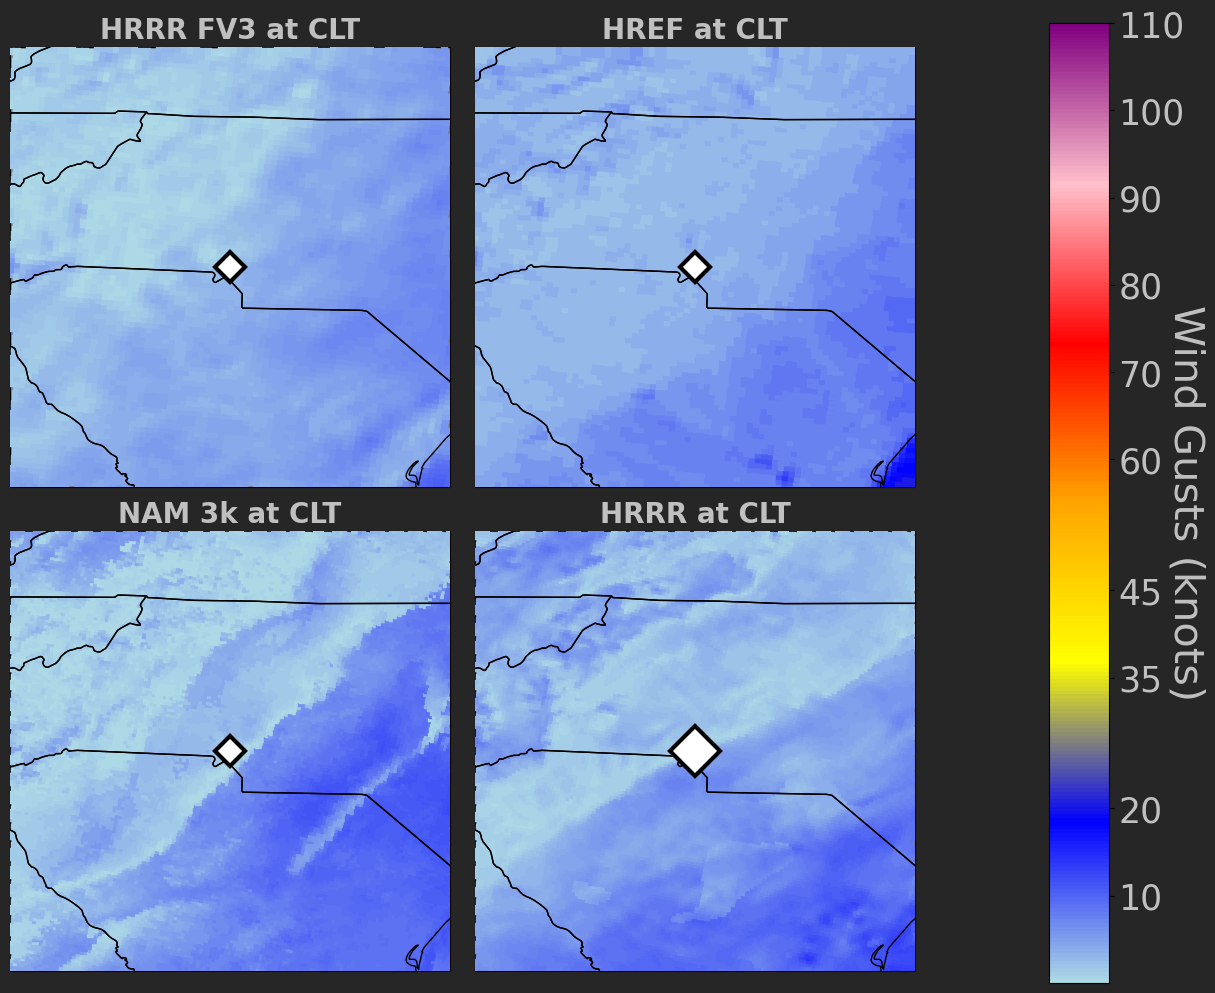 HRRR FV3 at CLT
HREF at CLT
NAM 3k at CLT
HRRR at CLT
110
100
90
80
70
60
45
35
20
10
Wind Gusts (knots)